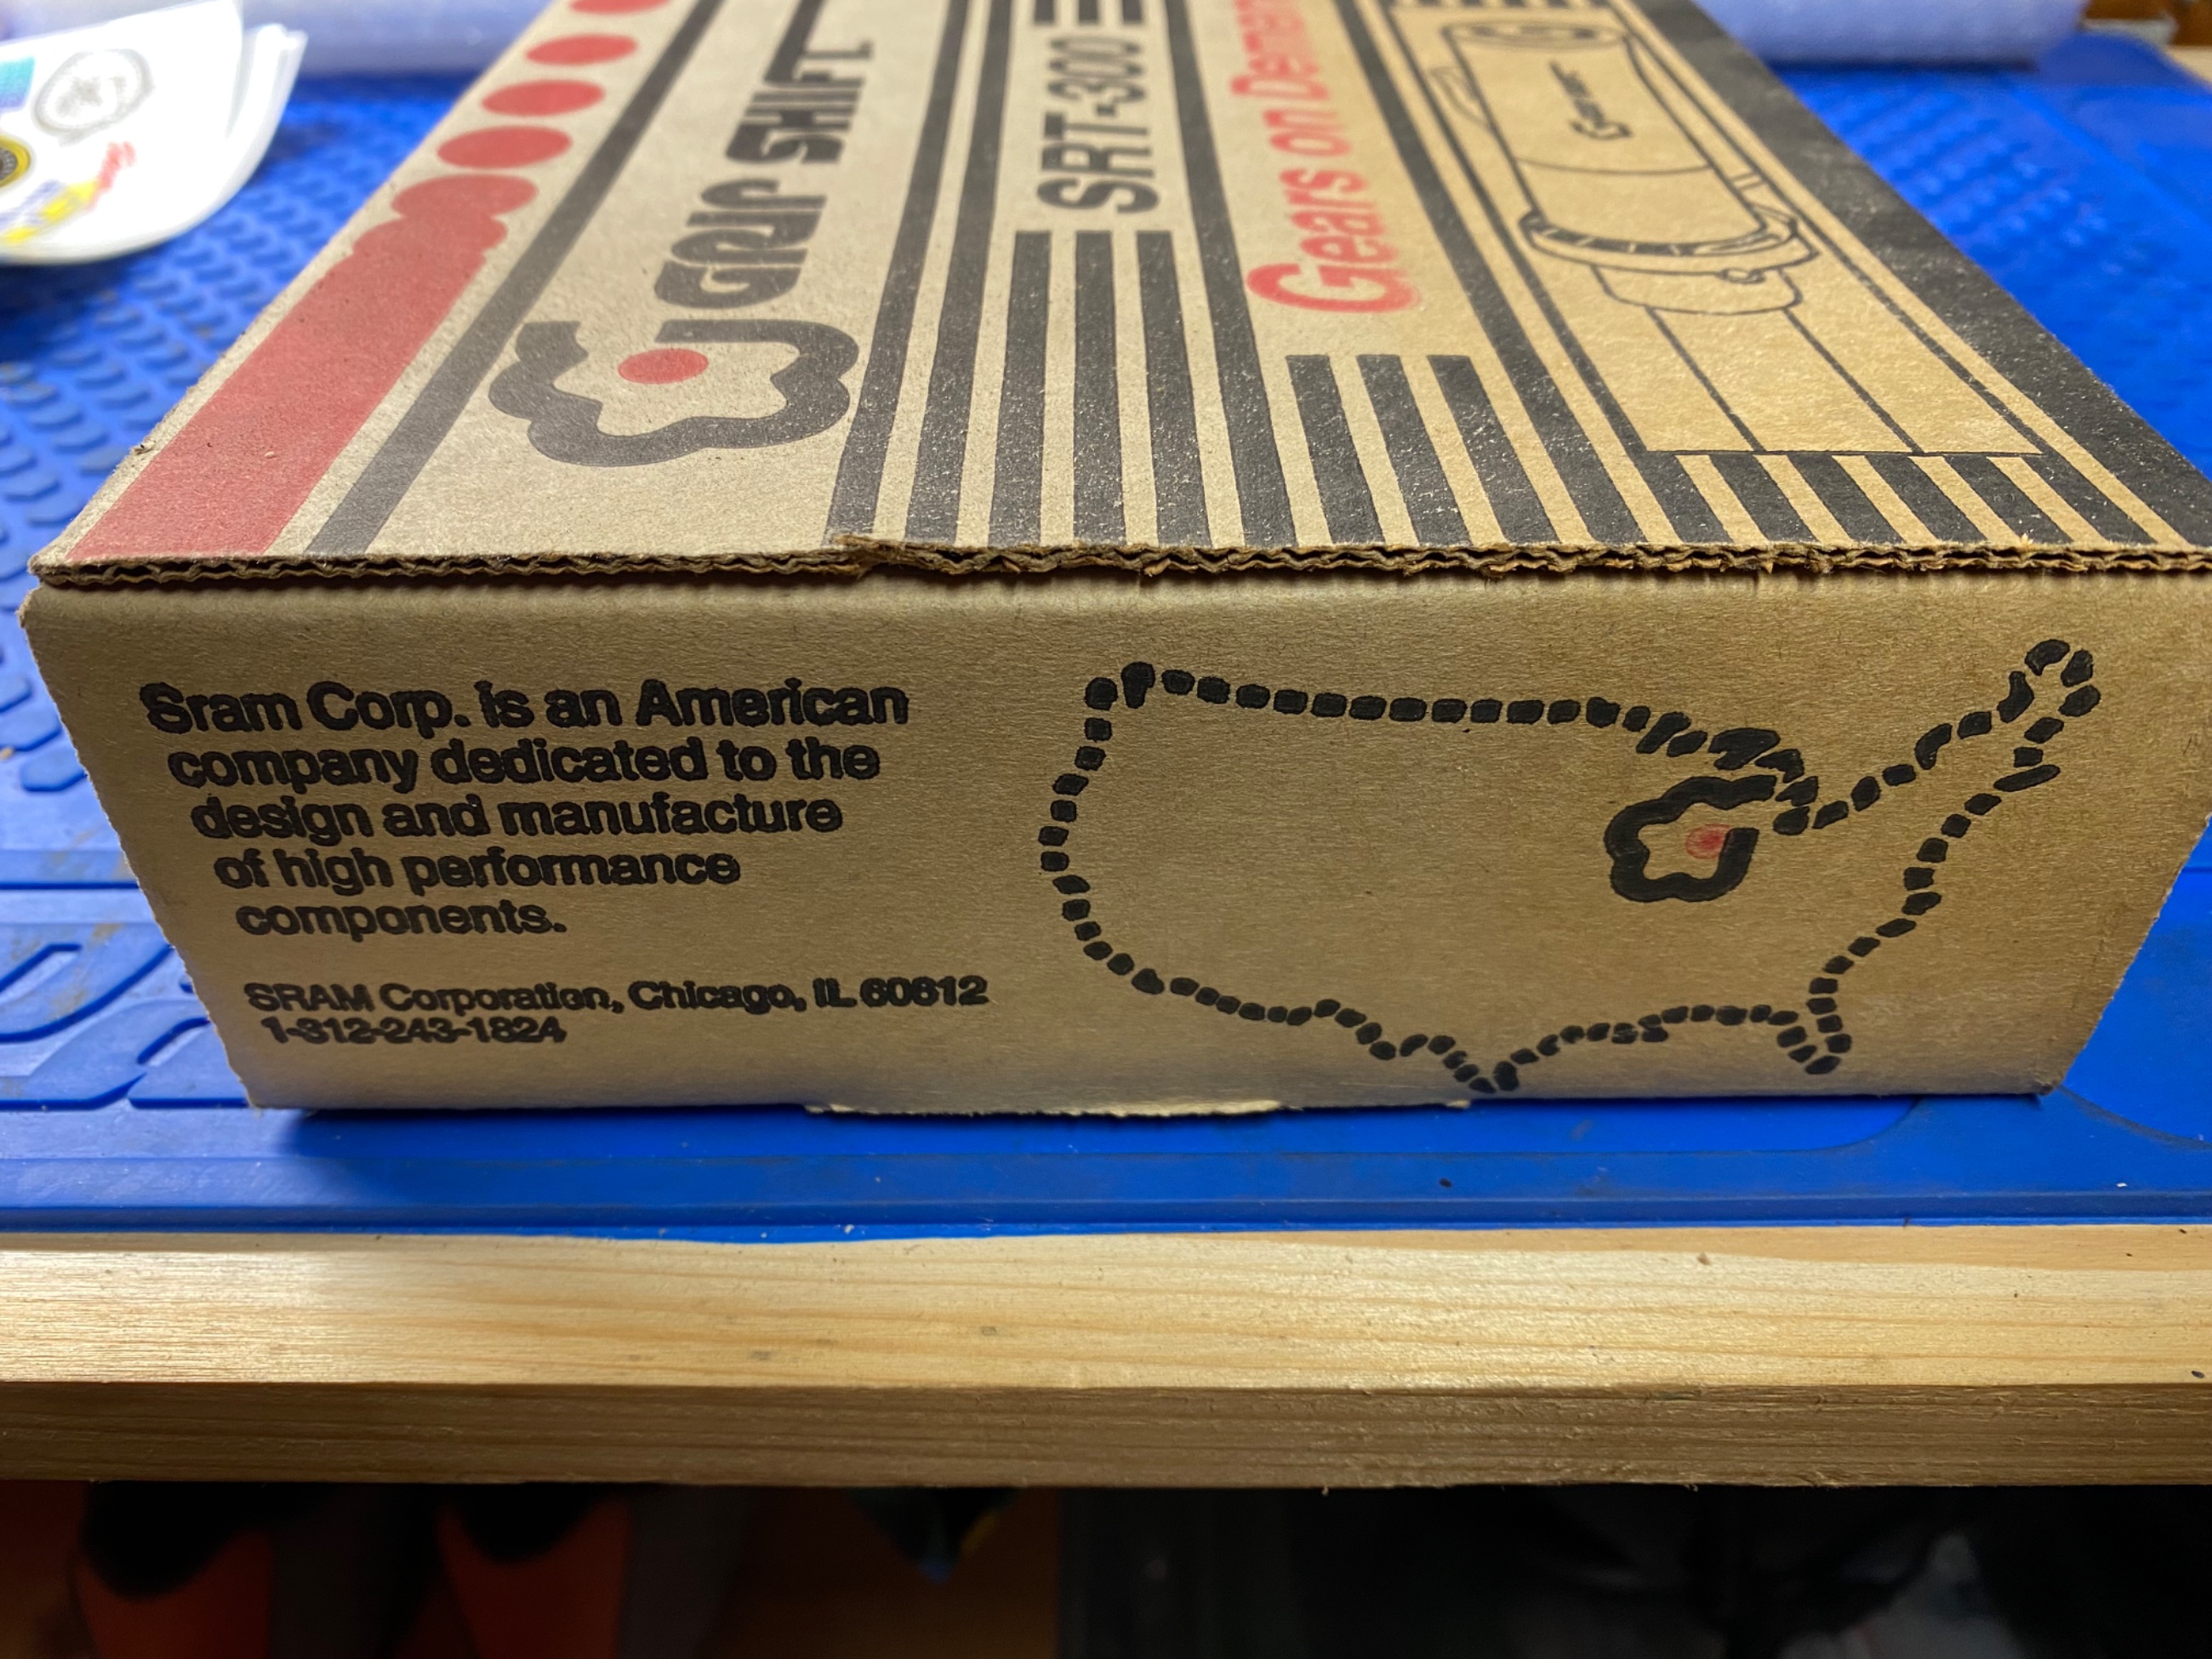 GRIP SHIFT
SRT-300
Gears on Deman
Sram Corp. is an American
company dedicated to the
design and manufacture
of high performance
components.
SRAM Corporation, Chicago, IL 60612
1-312-243-1824